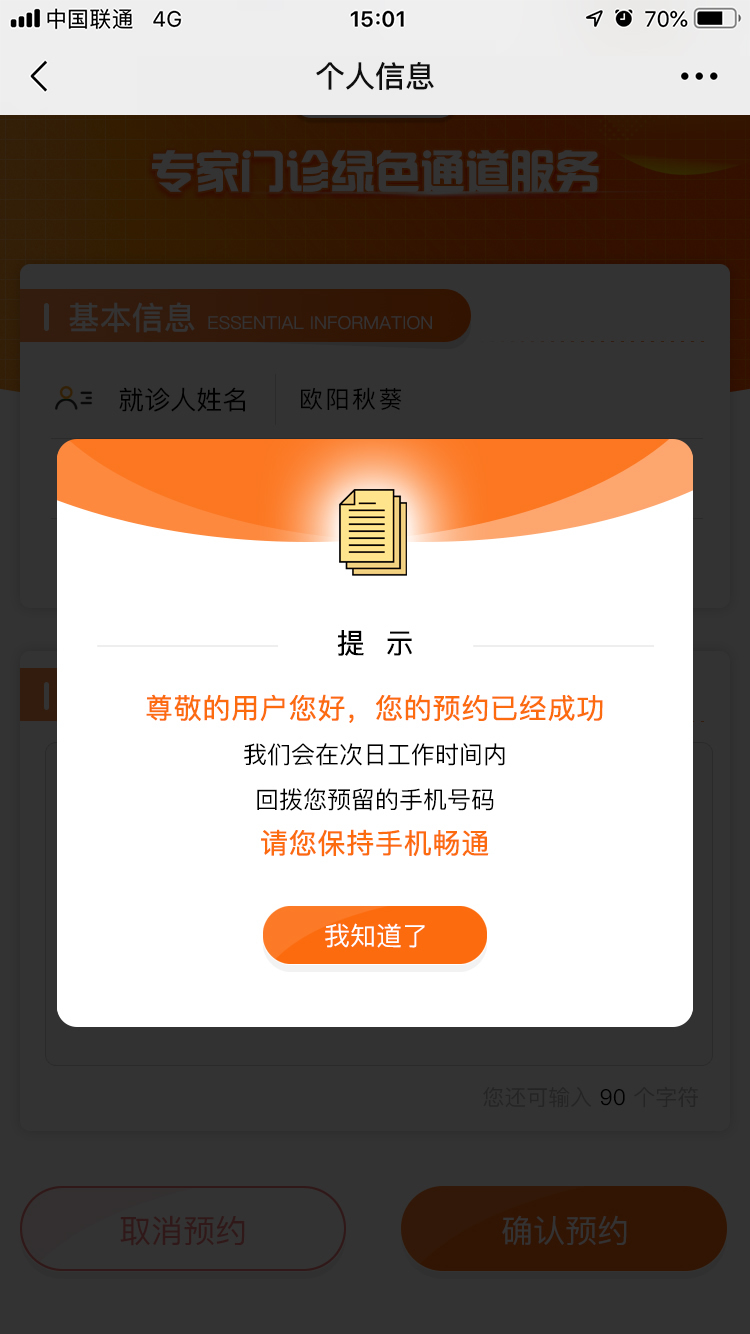 中国联通 4G 15:01 70%
个人信息
专家门诊绿色通道服务
基本信息 ESSENTIAL INFORMATION
就诊人姓名 欧阳秋葵
提 示
尊敬的用户您好，您的预约已经成功
我们会在次日工作时间内
回拨您预留的手机号码
请您保持手机畅通
我知道了
您还可输入 90 个字符
取消预约 确认预约